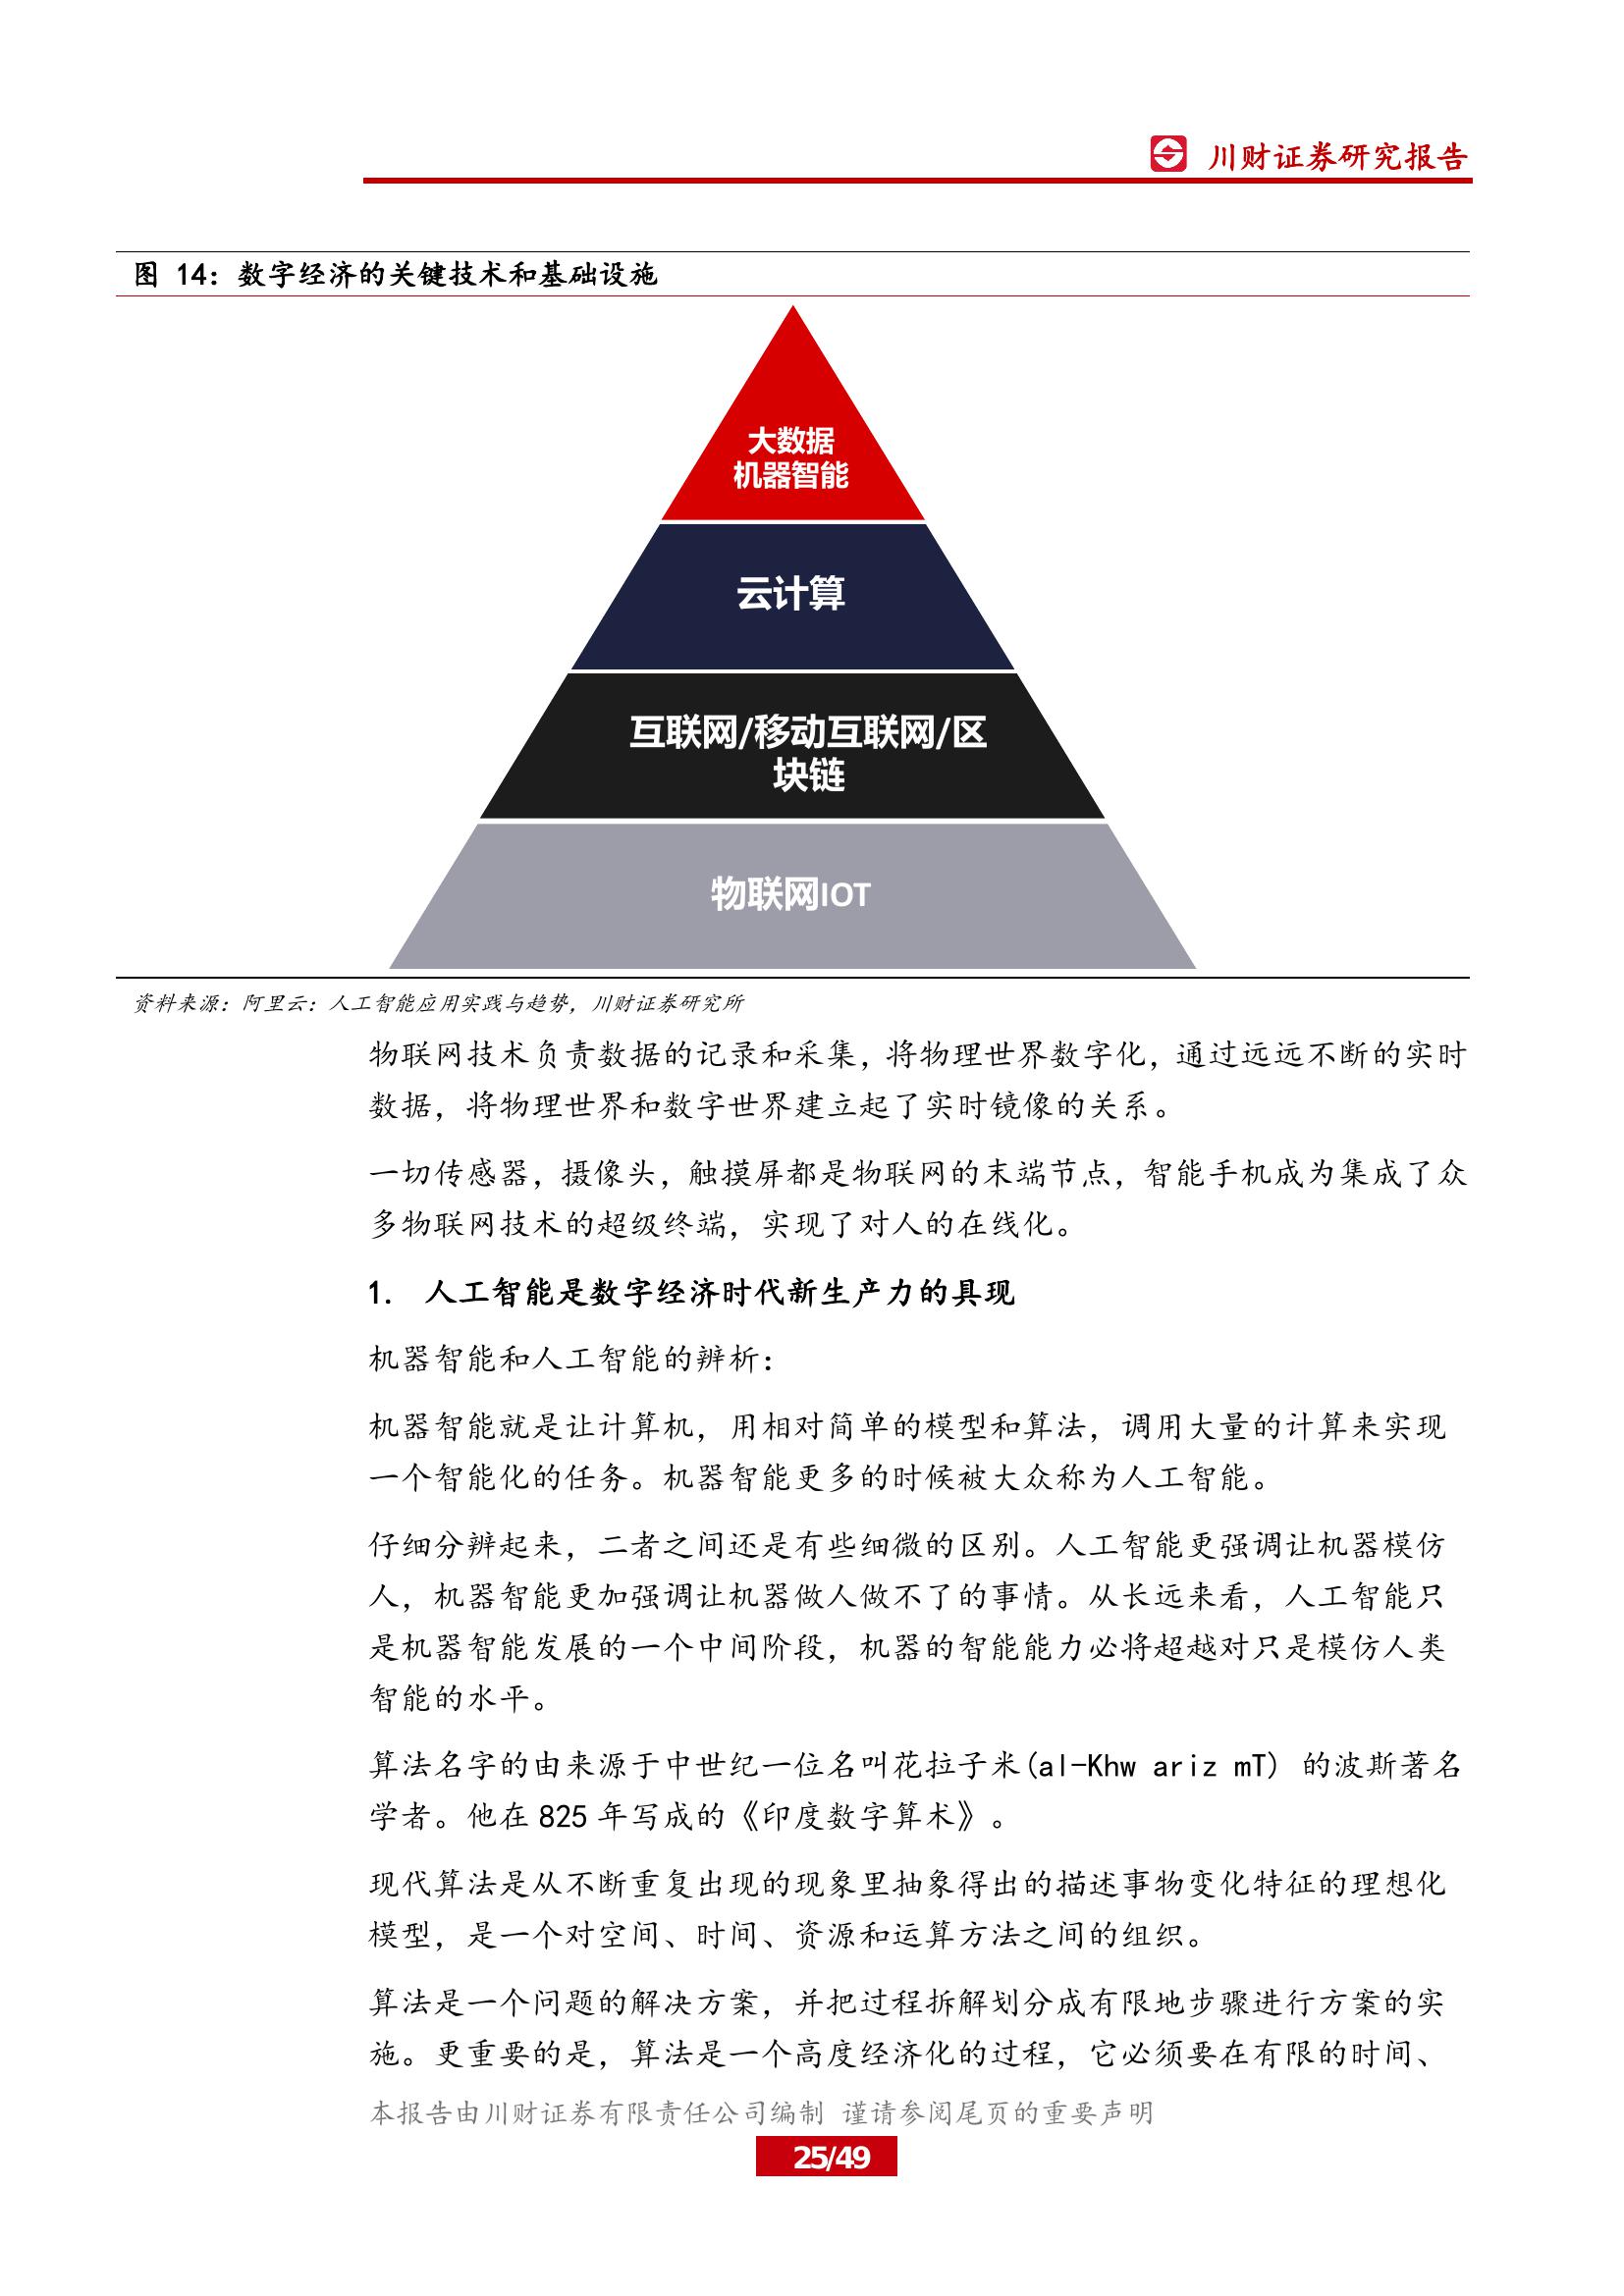 川财证券研究报告
图 14：数字经济的关键技术和基础设施
大数据
机器智能
云计算
互联网/移动互联网/区
块链
物联网IOT
资料来源：阿里云：人工智能应用实践与趋势，川财证券研究所
物联网技术负责数据的记录和采集，将物理世界数字化，通过远远不断的实时
数据，将物理世界和数字世界建立起了实时镜像的关系。
一切传感器，摄像头，触摸屏都是物联网的末端节点，智能手机成为集成了众
多物联网技术的超级终端，实现了对人的在线化。
1. 人工智能是数字经济时代新生产力的具现
机器智能和人工智能的辨析：
机器智能就是让计算机，用相对简单的模型和算法，调用大量的计算来实现
一个智能化的任务。机器智能更多的时候被大众称为人工智能。
仔细分辨起来，二者之间还是有些细微的区别。人工智能更强调让机器模仿
人，机器智能更加强调让机器做人做不了的事情。从长远来看，人工智能只
是机器智能发展的一个中间阶段，机器的智能能力必将超越对只是模仿人类
智能的水平。
算法名字的由来源于中世纪一位名叫花拉子米(al-Khw ariz mT) 的波斯著名
学者。他在 825 年写成的《印度数字算术》。
现代算法是从不断重复出现的现象里抽象得出的描述事物变化特征的理想化
模型，是一个对空间、时间、资源和运算方法之间的组织。
算法是一个问题的解决方案，并把过程拆解划分成有限地步骤进行方案的实
施。更重要的是，算法是一个高度经济化的过程，它必须要在有限的时间、
本报告由川财证券有限责任公司编制 谨请参阅尾页的重要声明
25/49